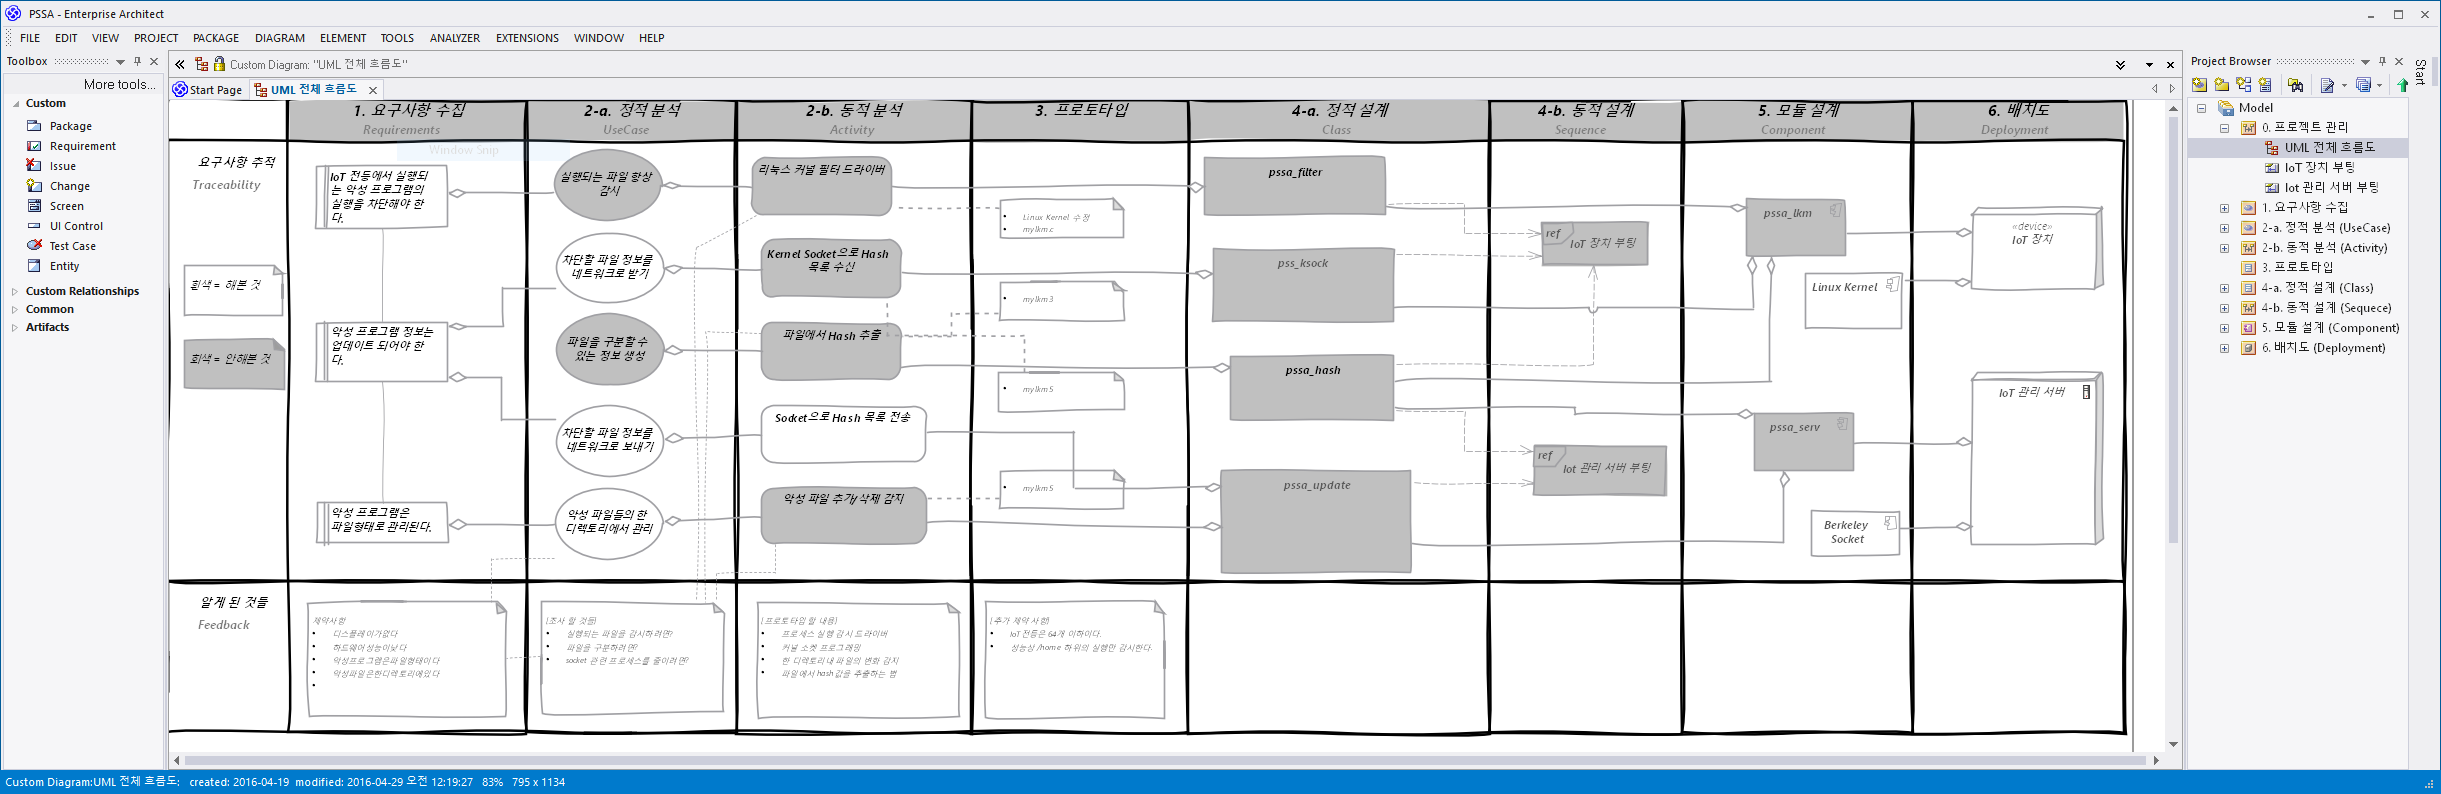 PSSA - Enterprise Architect
FILE EDIT VIEW PROJECT PACKAGE DIAGRAM ELEMENT TOOLS ANALYZER EXTENSIONS WINDOW HELP
Toolbox
More tools...
Custom
Package
Requirement
Issue
Change
Screen
UI Control
Test Case
Entity
Custom Relationships
Common
Artifacts
Custom Diagram: "UML 전체 흐름도"
Start Page
UML 전체 흐름도
1. 요구사항 수집
Requirements
2-a. 정적 분석
UseCase
2-b. 동적 분석
Activity
3. 프로토타입
4-a. 정적 설계
Class
4-b. 동적 설계
Sequence
5. 모듈 설계
Component
6. 배치도
Deployment
Window Snip
요구사항 추적
Traceability
흰색 = 해본 것
회색 = 안해본 것
IoT 전등에서 실행되
는 악성 프로그램의
실행을 차단해야 한
다.
악성 프로그램 정보는
업데이트 되어야 한
다.
악성 프로그램은
파일형태로 관리된다.
실행되는 파일 항상
감시
차단할 파일 정보를
네트워크로 받기
파일을 구분할 수
있는 정보 생성
차단할 파일 정보를
네트워크로 보내기
악성 파일들의 한
디렉토리에서 관리
리눅스 커널 필터 드라이버
Kernel Socket으로 Hash
목록 수신
파일에서 Hash 추출
Socket으로 Hash 목록 전송
악성 파일 추가/삭제 감지
Linux Kernel 수정
mylkm.c
mylkm3
mylkm5
mylkm5
pssa_filter
pss_ksock
pssa_hash
pssa_update
ref
IoT 장치 부팅
ref
Iot 관리 서버 부팅
pssa_lkm
Linux Kernel
pssa_serv
Berkeley
Socket
«device»
IoT 장치
IoT 관리 서버
알게 된 것들
Feedback
제약사항
• 디스플레이가없다
• 하드웨어성능이낮다
• 악성프로그램은파일형태이다
• 악성파일은한디렉토리에있다
•
[조사 할 것들]
• 실행되는 파일을 감시하려면?
• 파일을 구분하려면?
• socket 관련 프로세스를 줄이려면?
[프로토타입할 내용]
• 프로세스 실행 감시 드라이버
• 커널 소켓 프로그래밍
• 한 디렉토리내 파일의 변화 감지
• 파일에서 hash값을 추출하는 법
[추가 제약 사항]
• IoT전등은 64개 이하이다.
• 성능상 /home 하위의 실행만 감시한다.
Project Browser
Start
Model
0. 프로젝트 관리
UML 전체 흐름도
IoT 장치 부팅
Iot 관리 서버 부팅
1. 요구사항 수집
2-a. 정적 분석 (UseCase)
2-b. 동적 분석 (Activity)
3. 프로토타입
4-a. 정적 설계 (Class)
4-b. 동적 설계 (Sequece)
5. 모듈 설계 (Component)
6. 배치도 (Deployment)
Custom Diagram:UML 전체 흐름도: created: 2016-04-19 modified: 2016-04-29 오전 12:19:27 83% 795 x 1134